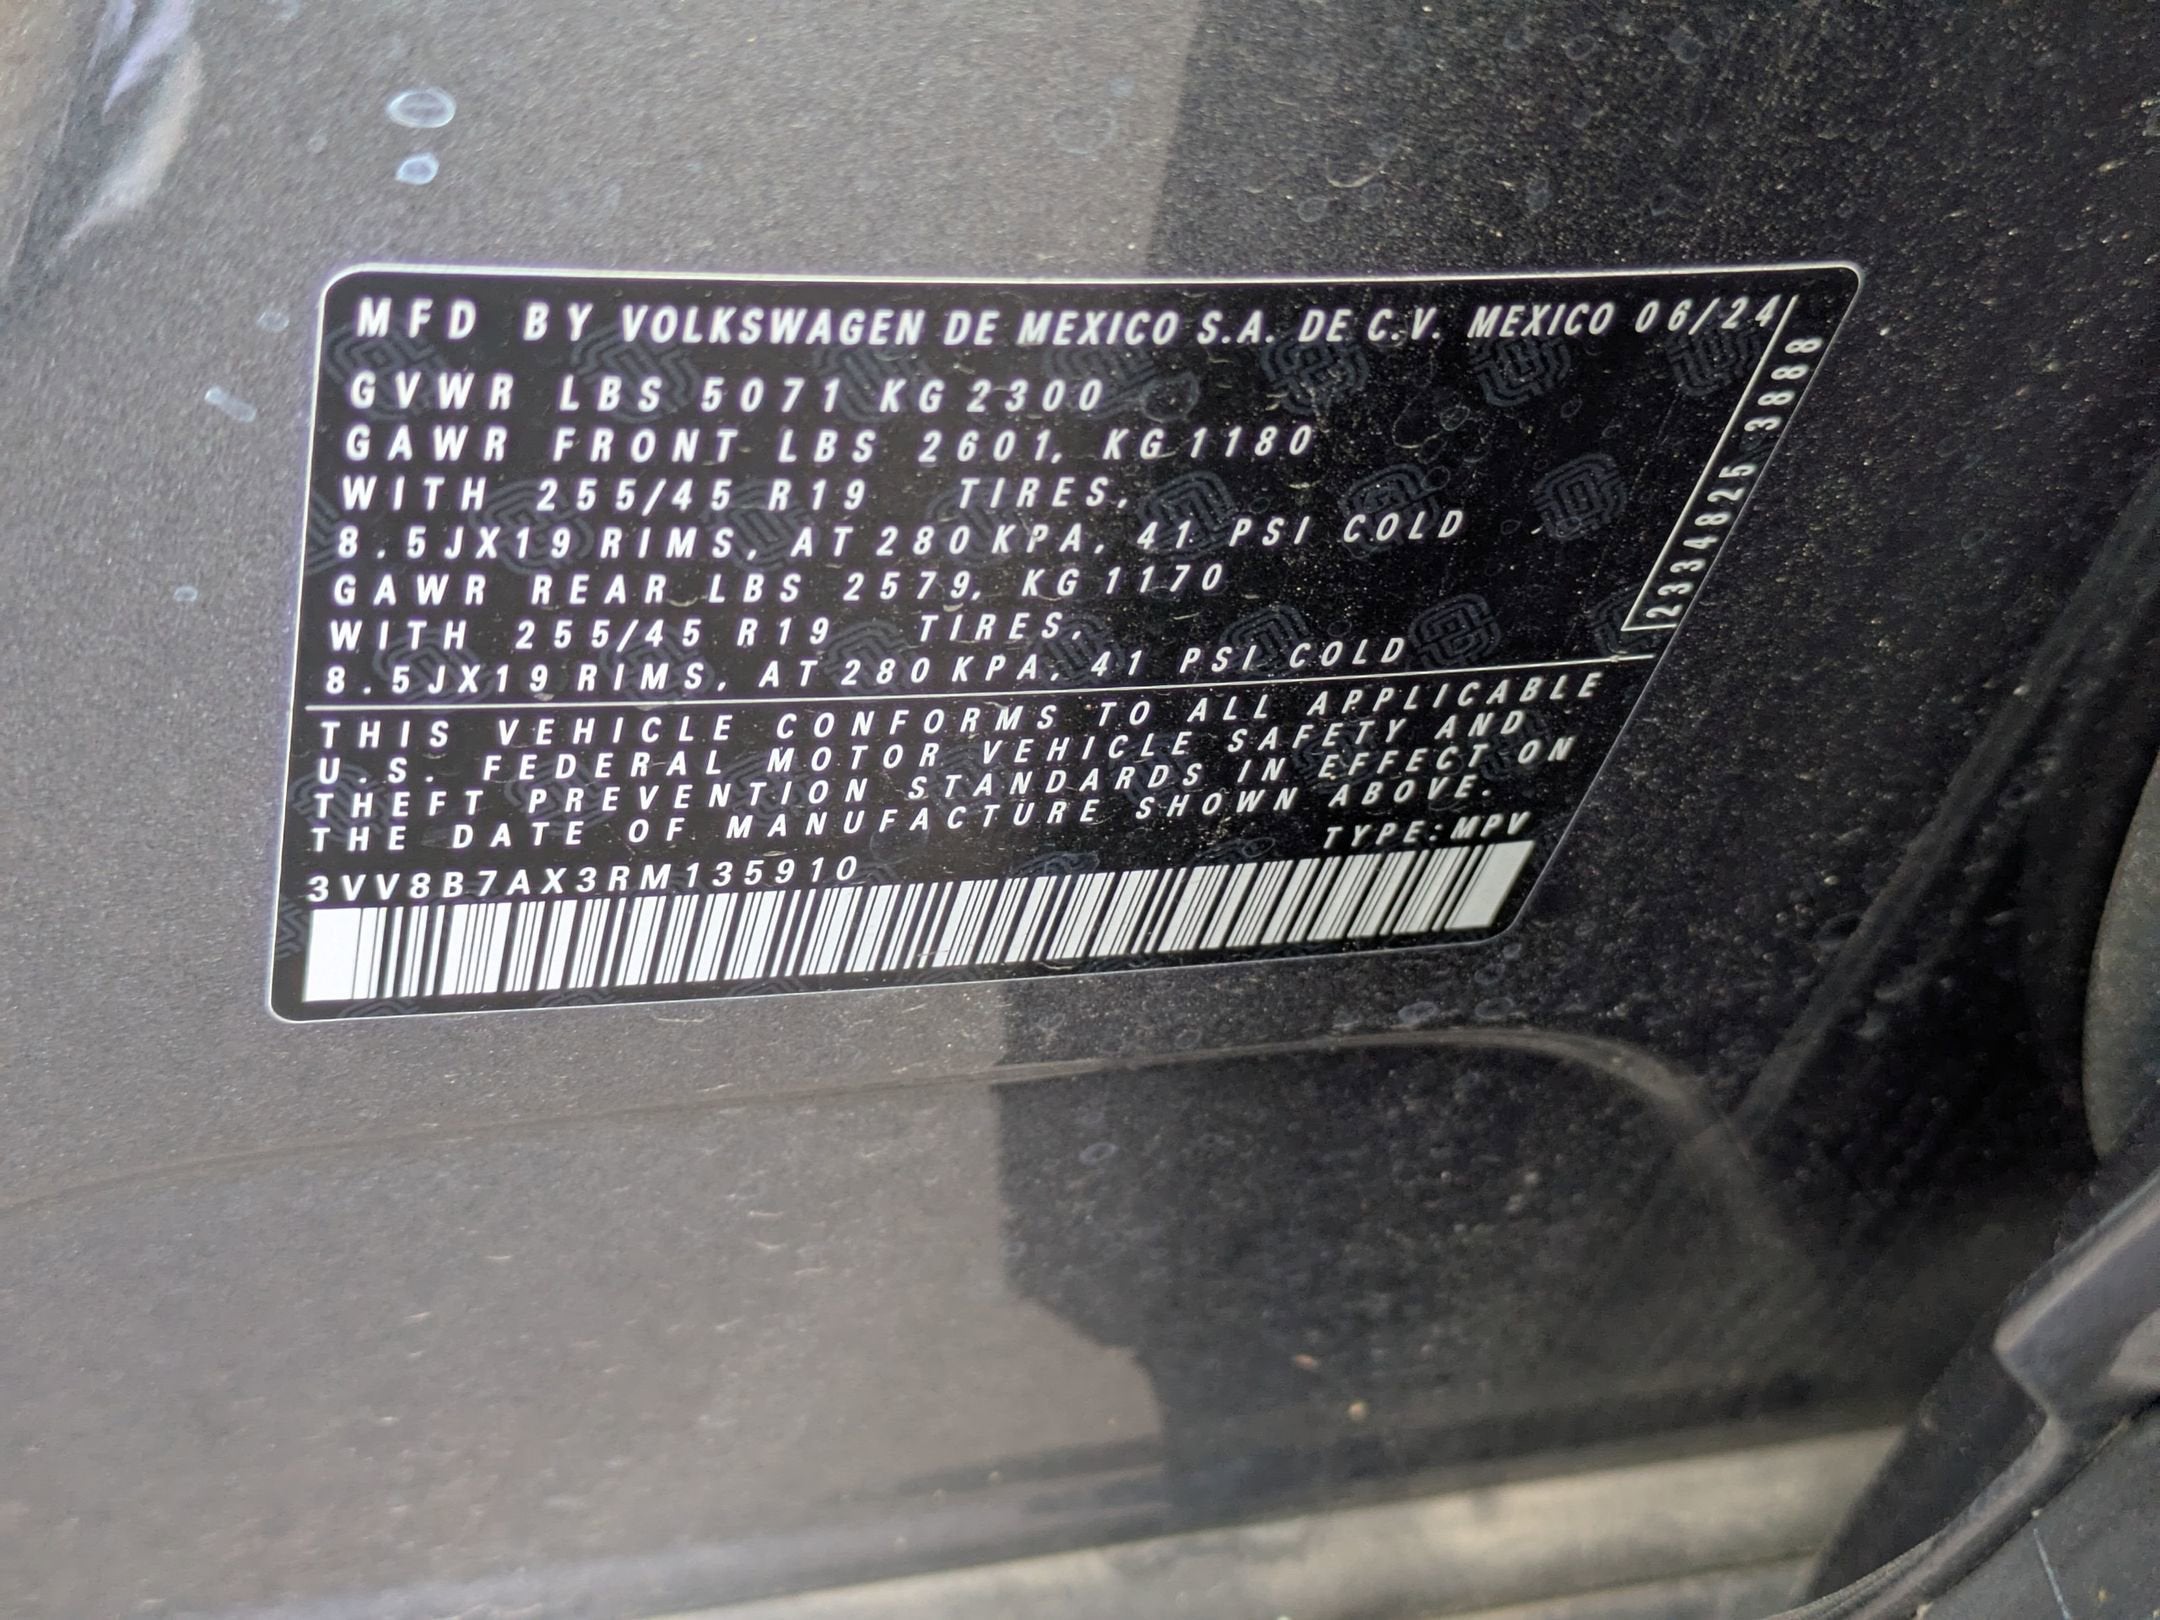 MFD BY VOLKSWAGEN DE MEXICO S.A. DE C.V. MEXICO 06/24
GVWR LBS 5071 KG 2300
GAWR FRONT LBS 2601, KG 1180
WITH 255/45 R19 TIRES,
8.5JX19 RIMS, AT 280 KPA, 41 PSI COLD
GAWR REAR LBS 2579, KG 1170
WITH 255/45 R19 TIRES,
8.5JX19 RIMS, AT 280 KPA, 41 PSI COLD
2334825 3888
THIS VEHICLE CONFORMS TO ALL APPLICABLE
U.S. FEDERAL MOTOR VEHICLE SAFETY AND
THEFT PREVENTION STANDARDS IN EFFECT ON
THE DATE OF MANUFACTURE SHOWN ABOVE.
TYPE:MPV
3VV8B7AX3RM135910